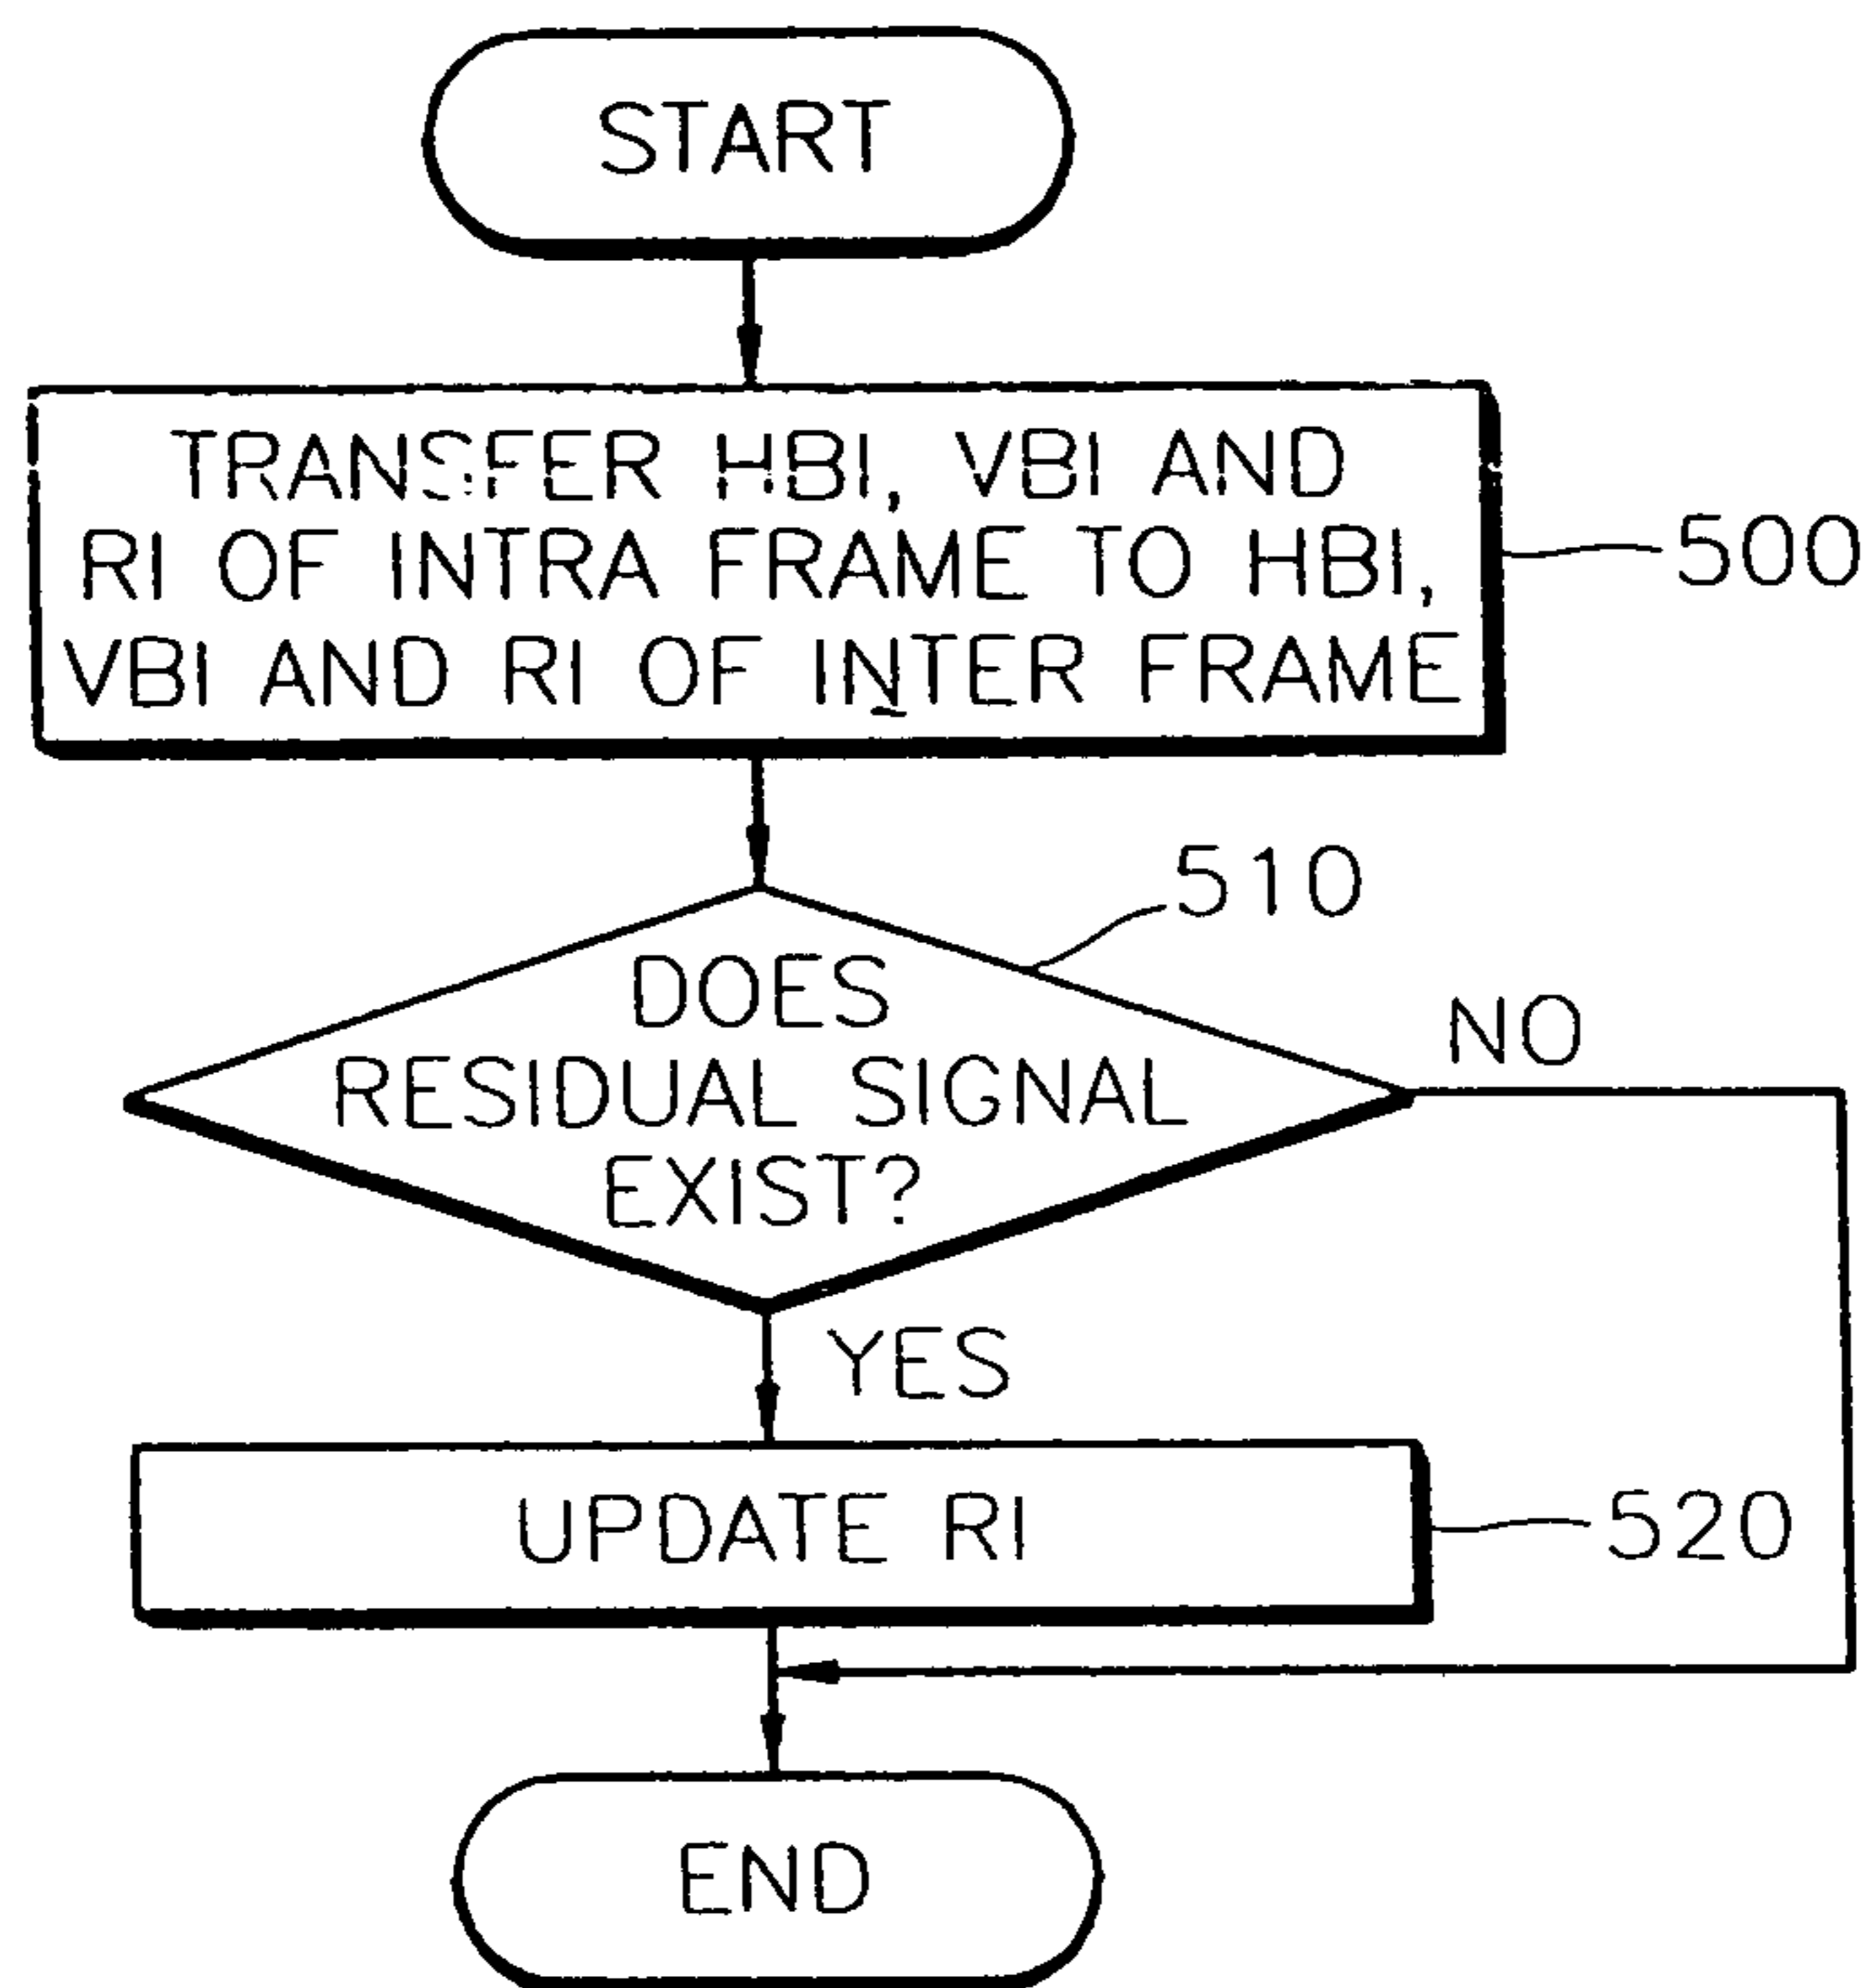 START
TRANSFER HBI, VBI AND
RI OF INTRA FRAME TO HBI,
VBI AND RI OF INTER FRAME
500
510
DOES
RESIDUAL SIGNAL
EXIST?
NO
YES
UPDATE RI
520
END